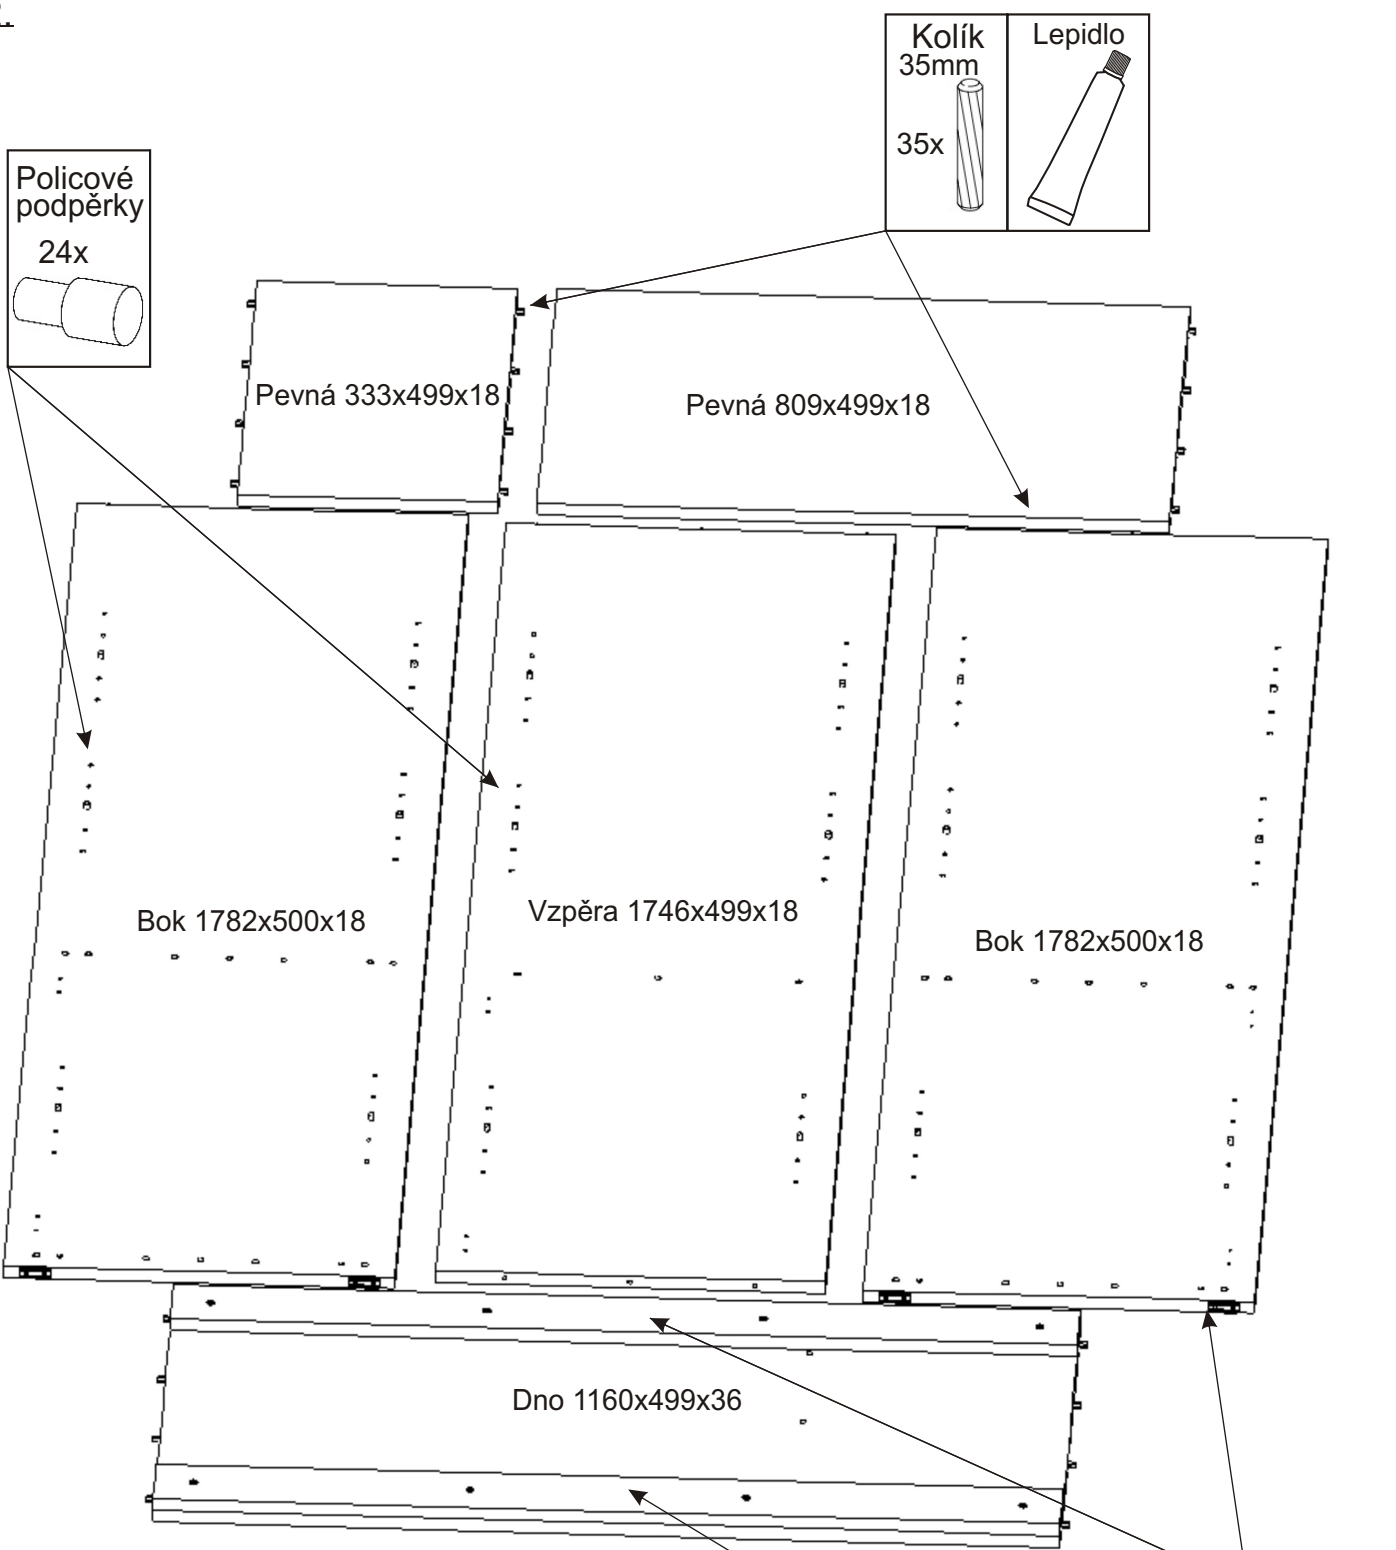 Kolík
35mm
35x
Lepidlo
Policové
podpěrky
24x
Pevná 333x499x18
Pevná 809x499x18
Bok 1782x500x18
Vzpěra 1746x499x18
Bok 1782x500x18
Dno 1160x499x36